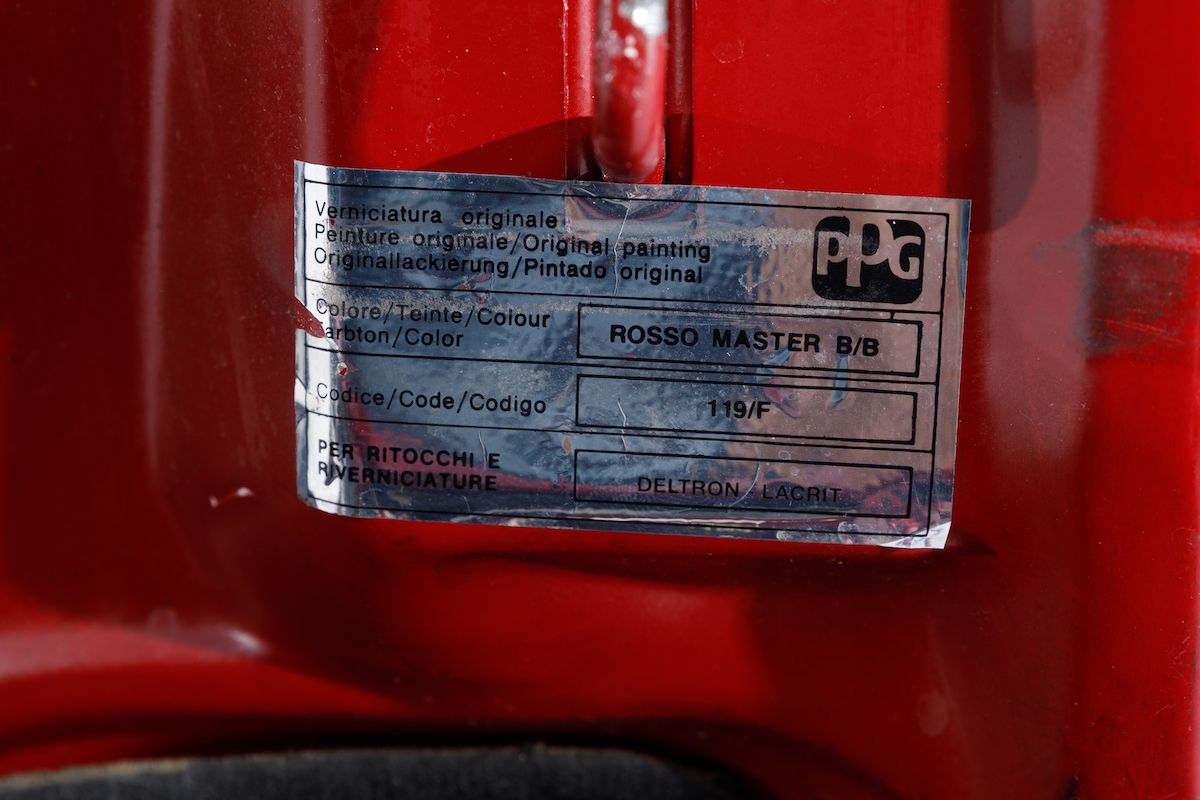 Verniciatura originale
Peinture originale/Original painting
Originallackierung/Pintado original
PPG
Colore/Teinte/Colour
arbton/Color
ROSSO MASTER B/B
Codice/Code/Codigo
119/F
PER RITOCCHI E
RIVERNICIATURE
DELTRON LACRIT